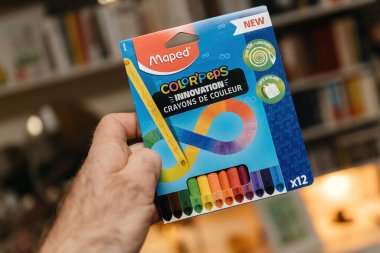 NEW
Maped
COLOR'PEPS
INNOVATION
CRAYONS DE COULEUR
x12